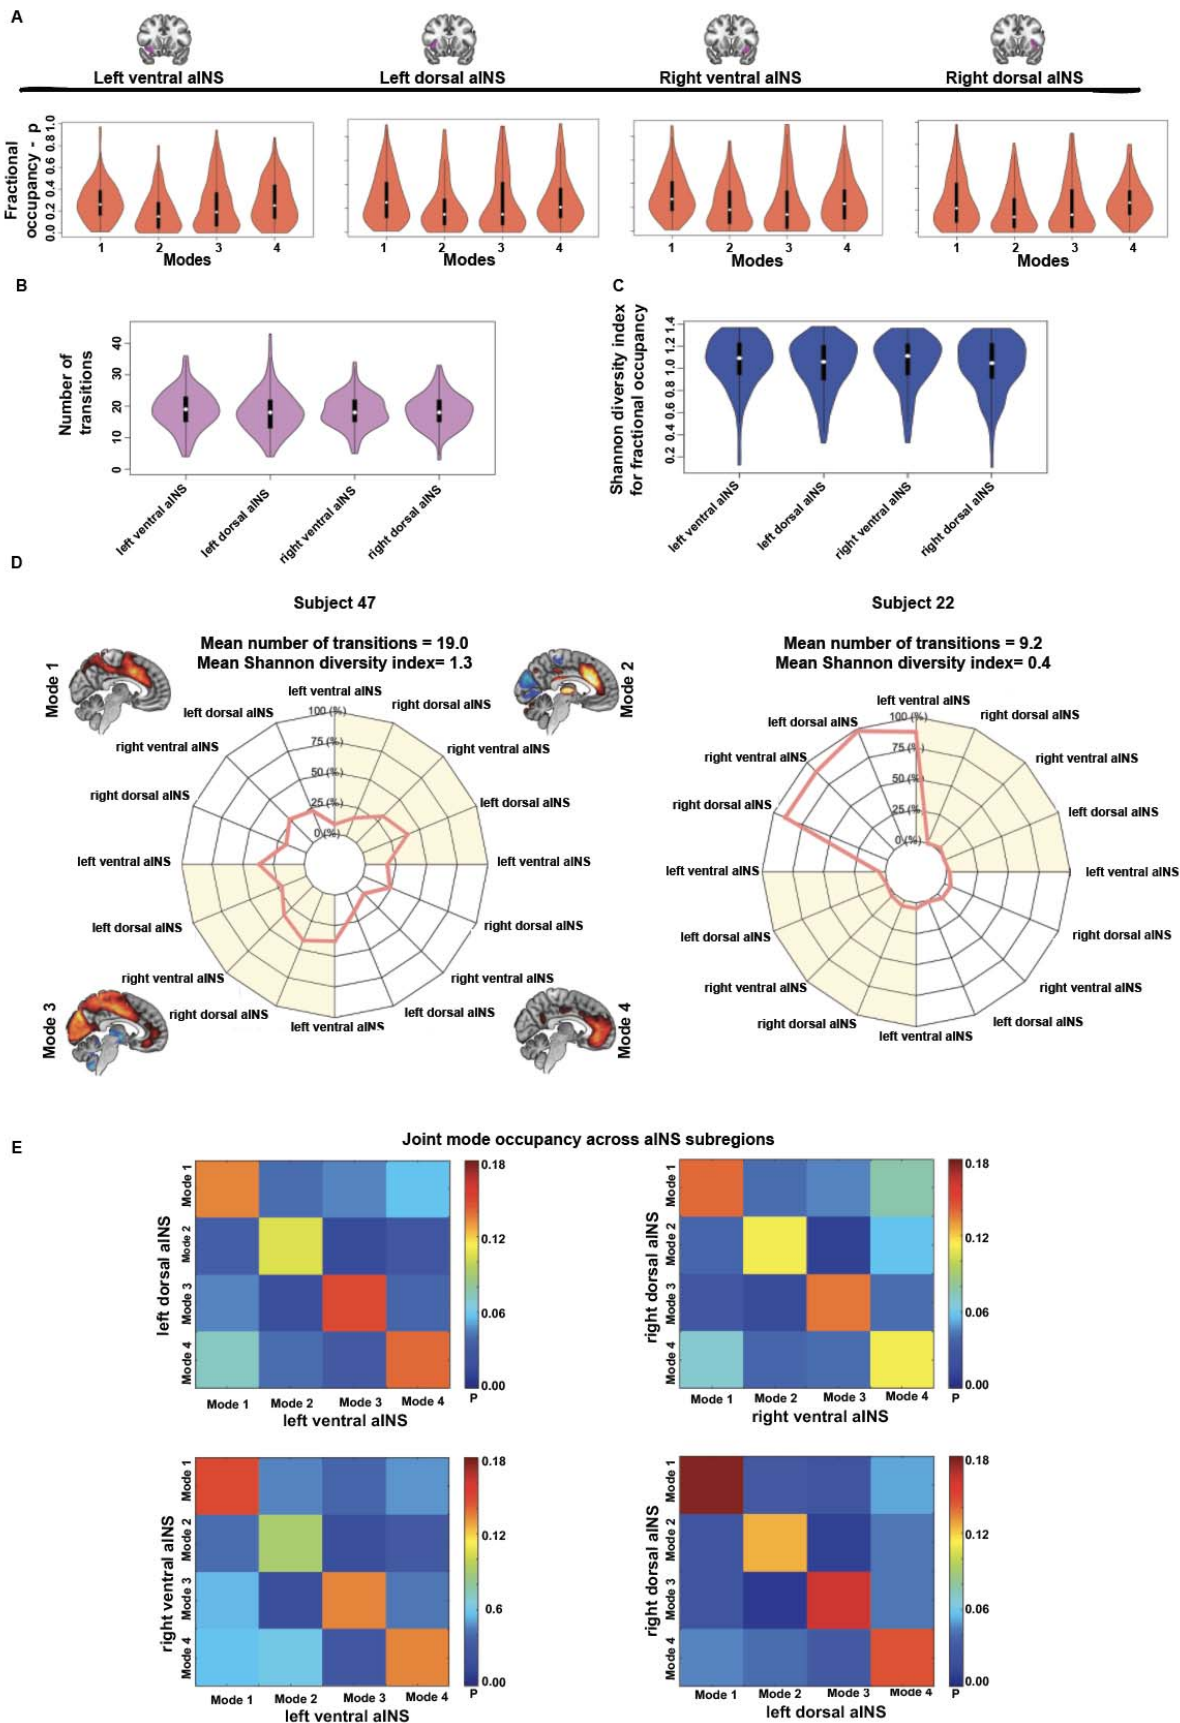 A
Left ventral aINS
Left dorsal aINS
Right ventral aINS
Right dorsal aINS
Fractional
occupancy - p
0.0 0.2 0.4 0.6 0.8 1.0
1 2 3 4
Modes
1 2 3 4
Modes
1 2 3 4
Modes
1 2 3 4
Modes
B
Number of
transitions
0 10 20 30 40
left ventral aINS
left dorsal aINS
right ventral aINS
right dorsal aINS
C
Shannon diversity index
for fractional occupancy
0.2 0.4 0.6 0.8 1.0 1.2 1.4
left ventral aINS
left dorsal aINS
right ventral aINS
right dorsal aINS
D
Subject 47
Mean number of transitions = 19.0
Mean Shannon diversity index= 1.3
Mode 1
Mode 2
Mode 3
Mode 4
left ventral aINS
right dorsal aINS
right ventral aINS
left dorsal aINS
left ventral aINS
right dorsal aINS
right ventral aINS
left dorsal aINS
left ventral aINS
right dorsal aINS
right ventral aINS
left dorsal aINS
left ventral aINS
right dorsal aINS
right ventral aINS
left dorsal aINS
100 (%)
75 (%)
50 (%)
25 (%)
0 (%)
Subject 22
Mean number of transitions = 9.2
Mean Shannon diversity index= 0.4
left ventral aINS
right dorsal aINS
right ventral aINS
left dorsal aINS
left ventral aINS
right dorsal aINS
right ventral aINS
left dorsal aINS
left ventral aINS
right dorsal aINS
right ventral aINS
left dorsal aINS
left ventral aINS
right dorsal aINS
right ventral aINS
left dorsal aINS
100 (%)
75 (%)
50 (%)
25 (%)
0 (%)
E
Joint mode occupancy across aINS subregions
left dorsal aINS
Mode 1
Mode 2
Mode 3
Mode 4
Mode 1 Mode 2 Mode 3 Mode 4
left ventral aINS
0.18
0.12
0.06
0.00
P
right dorsal aINS
Mode 1
Mode 2
Mode 3
Mode 4
Mode 1 Mode 2 Mode 3 Mode 4
right ventral aINS
0.18
0.12
0.06
0.00
P
right ventral aINS
Mode 1
Mode 2
Mode 3
Mode 4
Mode 1 Mode 2 Mode 3 Mode 4
left ventral aINS
0.18
0.12
0.6
0.00
P
right dorsal aINS
Mode 1
Mode 2
Mode 3
Mode 4
Mode 1 Mode 2 Mode 3 Mode 4
left dorsal aINS
0.18
0.12
0.06
0.00
P